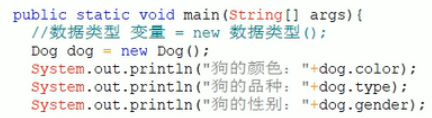 public static void main(String[] args){
//数据类型 变量 = new 数据类型();
Dog dog = new Dog();
System.out.println("狗的颜色："+dog.color);
System.out.println("狗的品种："+dog.type);
System.out.println("狗的性别："+dog.gender);